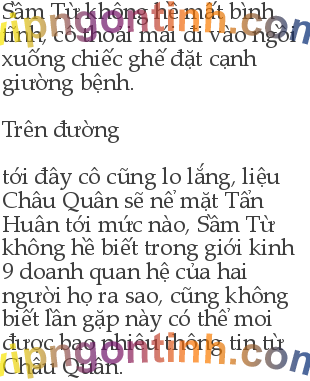 Sầm Từ không hề mất bình
tĩnh, cô thoải mái đi vào ngồi
xuống chiếc ghế đặt cạnh
giường bệnh.
Trên đường
tới đây cô cũng lo lắng, liệu
Châu Quân sẽ nể mặt Tẩn
Huân tới mức nào, Sầm Từ
không hề biết trong giới kinh
9 doanh quan hệ của hai
người họ ra sao, cũng không
biết lần gặp này có thể moi
được bao nhiêu thông tin từ
Châu Quân.